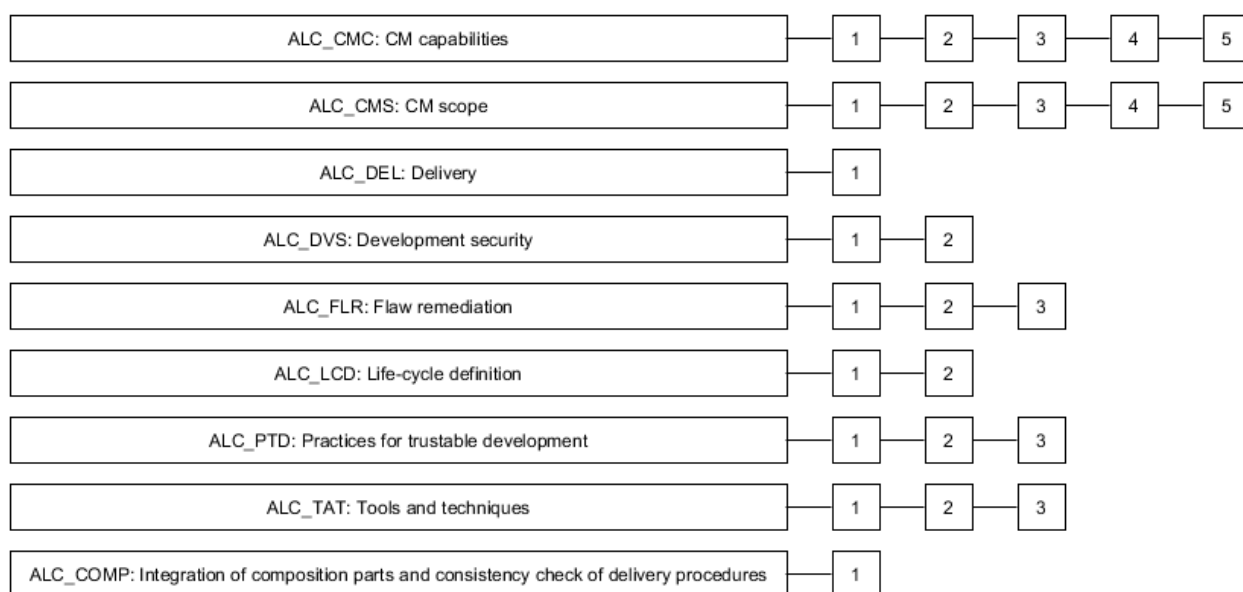 ALC_CMC: CM capabilities 1 2 3 4 5
ALC_CMS: CM scope 1 2 3 4 5
ALC_DEL: Delivery 1
ALC_DVS: Development security 1 2
ALC_FLR: Flaw remediation 1 2 3
ALC_LCD: Life-cycle definition 1 2
ALC_PTD: Practices for trustable development 1 2 3
ALC_TAT: Tools and techniques 1 2 3
ALC_COMP: Integration of composition parts and consistency check of delivery procedures 1